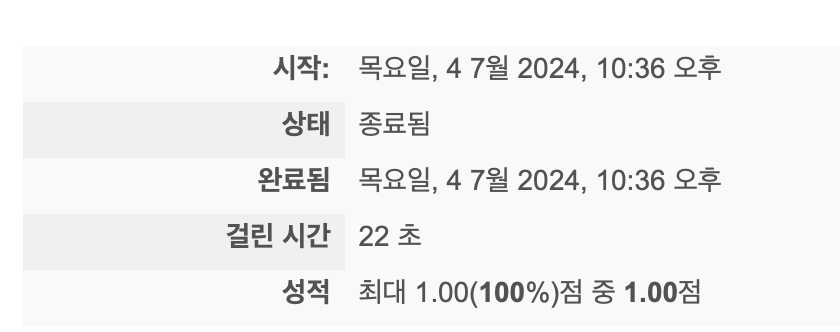 시작: 목요일, 4 7월 2024, 10:36 오후
상태 종료됨
완료됨 목요일, 4 7월 2024, 10:36 오후
걸린 시간 22 초
성적 최대 1.00(100%)점 중 1.00점